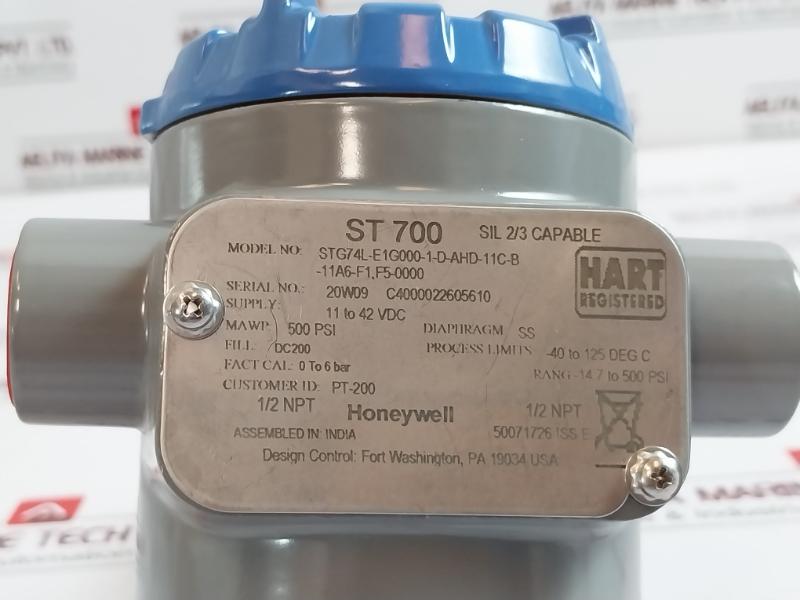 ST 700 SIL 2/3 CAPABLE
MODEL NO: STG74L-E1G000-1-D-AHD-11C-B
-11A6-F1,F5-0000
HART
REGISTERED
SERIAL NO.: 20W09 C4000022605610
SUPPLY: 11 to 42 VDC
MAWP 500 PSI DIAPHRAGM SS
FILL: DC200 PROCESS LIMITS -40 to 125 DEG C
FACT CAL: 0 To 6 bar RANG -14.7 to 500 PSI
CUSTOMER ID: PT-200
1/2 NPT Honeywell 1/2 NPT
ASSEMBLED IN: INDIA 50071726 ISS E
Design Control: Fort Washington, PA 19034 USA